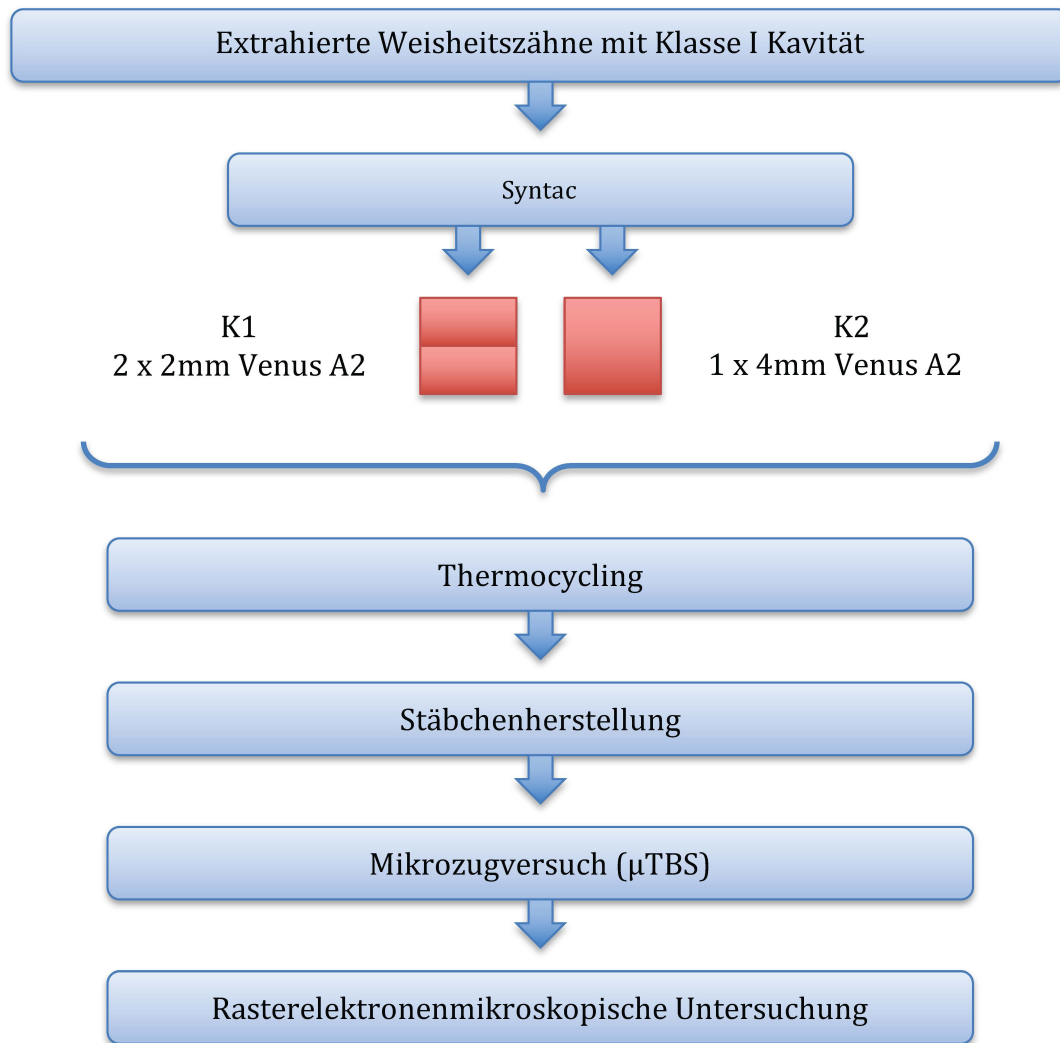 Extrahierte Weisheitszähne mit Klasse I Kavität
Syntac
K1
2 x 2mm Venus A2
K2
1 x 4mm Venus A2
Thermocycling
Stäbchenherstellung
Mikrozugversuch (µTBS)
Rasterelektronenmikroskopische Untersuchung